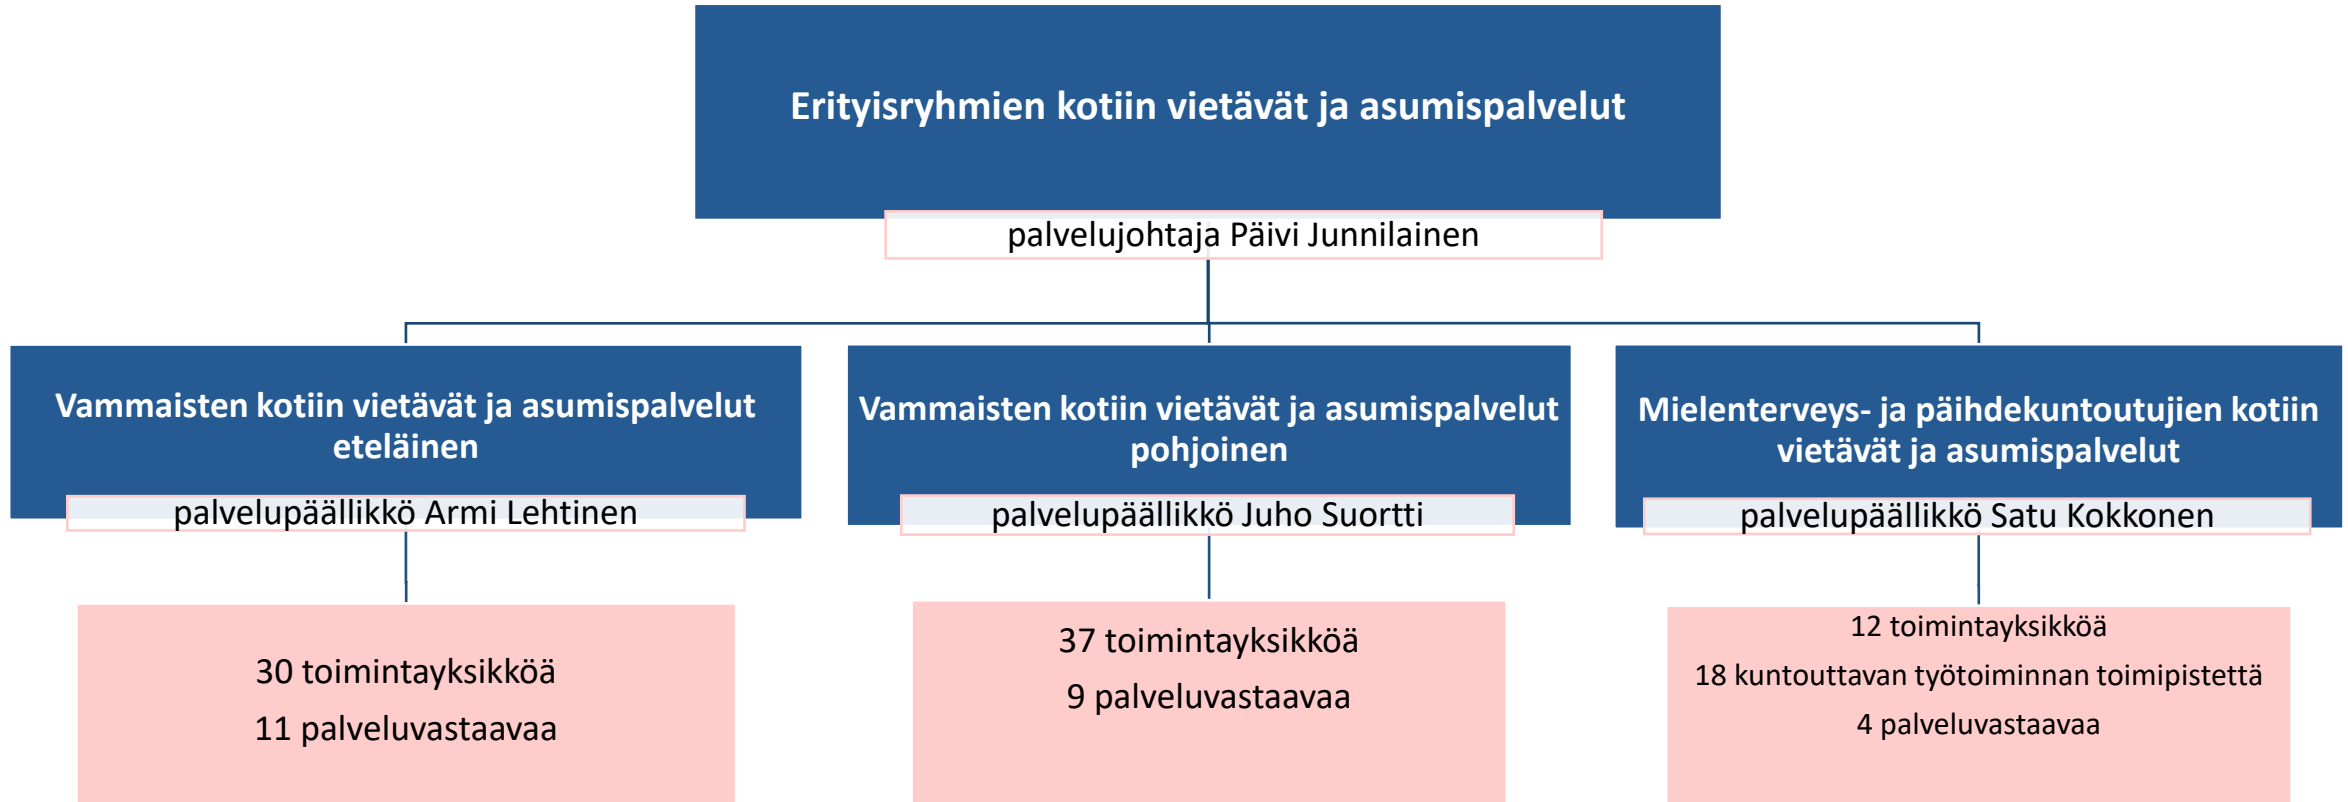 Erityisryhmien kotiin vietävät ja asumispalvelut
palvelujohtaja Päivi Junnilainen
Vammaisten kotiin vietävät ja asumispalvelut
eteläinen
palvelupäällikkö Armi Lehtinen
30 toimintayksikköä
11 palveluvastaavaa
Vammaisten kotiin vietävät ja asumispalvelut
pohjoinen
palvelupäällikkö Juho Suortti
37 toimintayksikköä
9 palveluvastaavaa
Mielenterveys- ja päihdekuntoutujien kotiin
vietävät ja asumispalvelut
palvelupäällikkö Satu Kokkonen
12 toimintayksikköä
18 kuntouttavan työtoiminnan toimipistettä
4 palveluvastaavaa